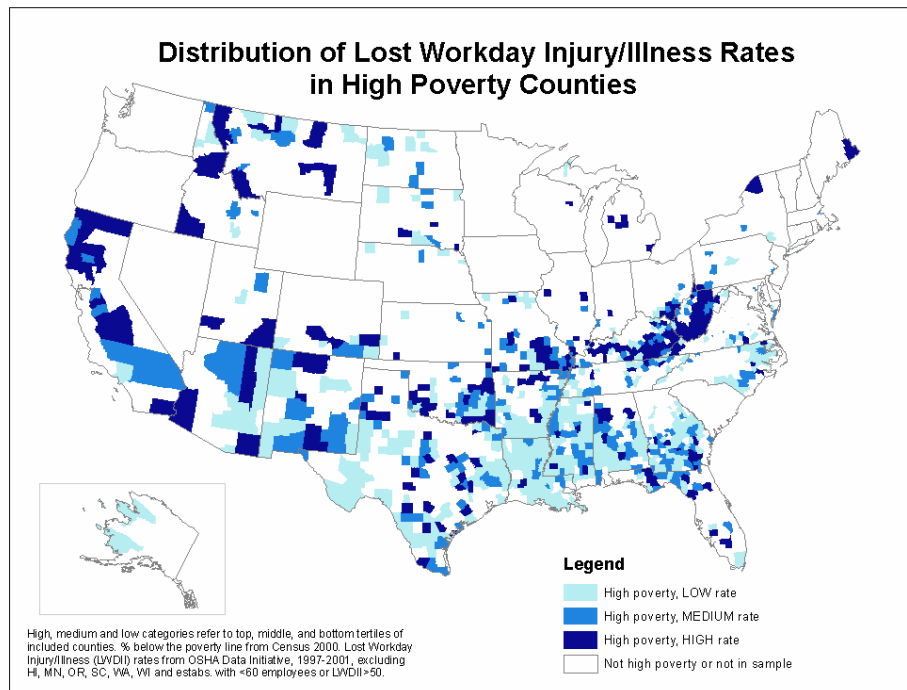 Distribution of Lost Workday Injury/Illness Rates
in High Poverty Counties
Legend
High poverty, LOW rate
High poverty, MEDIUM rate
High poverty, HIGH rate
Not high poverty or not in sample
High, medium and low categories refer to top, middle, and bottom tertiles of
included counties. % below the poverty line from Census 2000. Lost Workday
Injury/Illness (LWDII) rates from OSHA Data Initiative, 1997-2001, excluding
HI, MN, OR, SC, WA, WI and estabs. with <60 employees or LWDII>50.